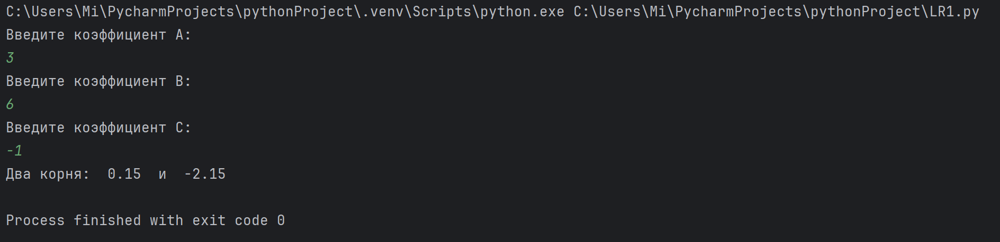 C:\Users\Mi\PycharmProjects\pythonProject\.venv\Scripts\python.exe C:\Users\Mi\PycharmProjects\pythonProject\LR1.py
Введите коэффициент A:
3
Введите коэффициент B:
6
Введите коэффициент C:
-1
Два корня:  0.15  и  -2.15
Process finished with exit code 0